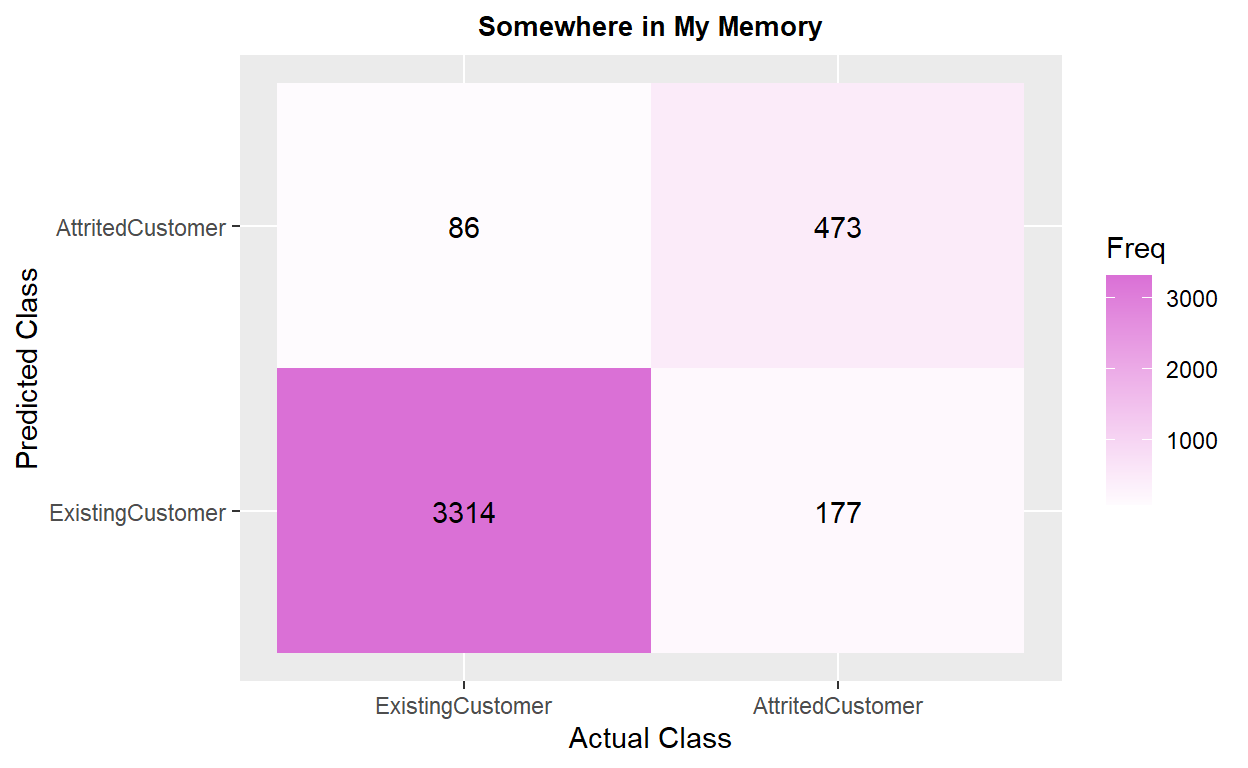 Somewhere in My Memory
Predicted Class
AttritedCustomer
86
473
ExistingCustomer
3314
177
ExistingCustomer
AttritedCustomer
Actual Class
Freq
3000
2000
1000